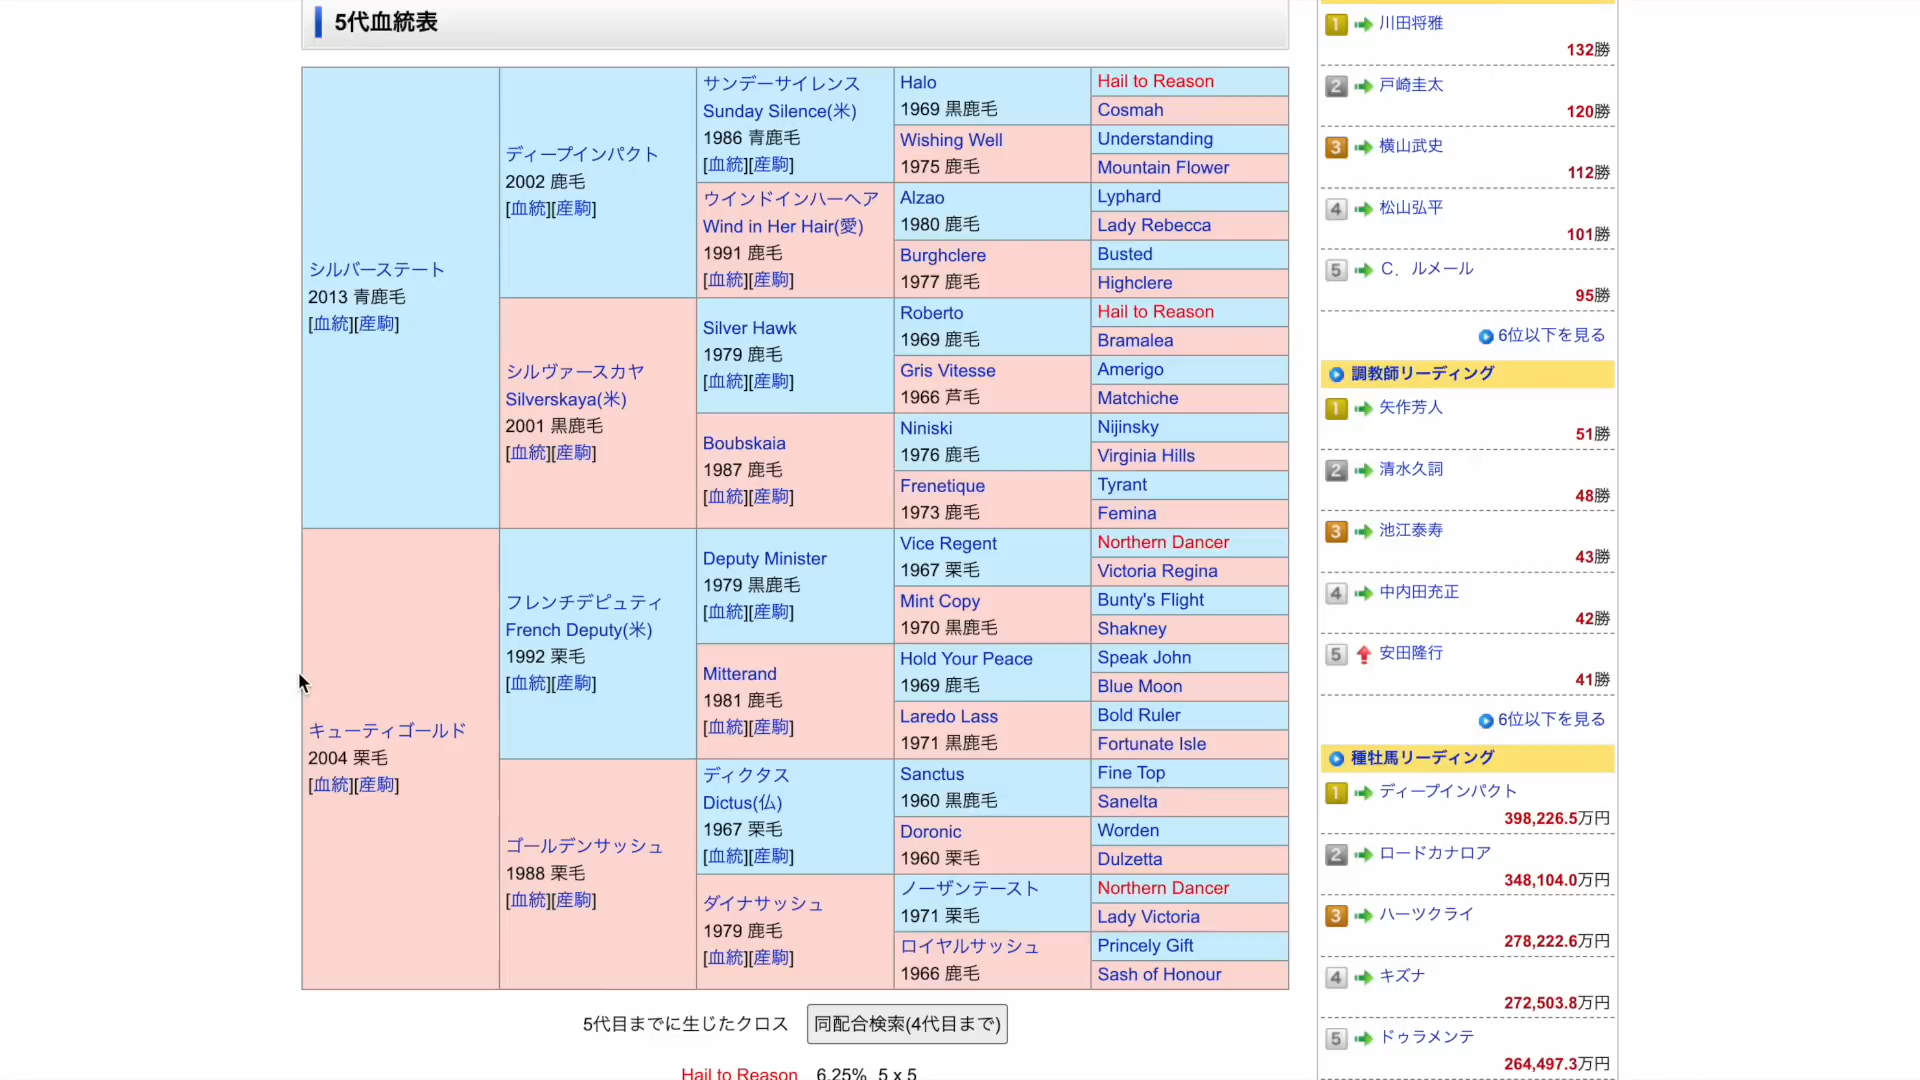 5代血統表
シルバーステート
2013 青鹿毛
[血統][産駒]
ディープインパクト
2002 鹿毛
[血統][産駒]
サンデーサイレンス
Sunday Silence(米)
1986 青鹿毛
[血統][産駒]
Halo
1969 黒鹿毛
Hail to Reason
Cosmah
Wishing Well
1975 鹿毛
Understanding
Mountain Flower
ウインドインハーヘア
Wind in Her Hair(愛)
1991 鹿毛
[血統][産駒]
Alzao
1980 鹿毛
Lyphard
Lady Rebecca
Burghclere
1977 鹿毛
Busted
Highclere
シルヴァースカヤ
Silverskaya(米)
2001 黒鹿毛
[血統][産駒]
Silver Hawk
1979 鹿毛
[血統][産駒]
Roberto
1969 鹿毛
Hail to Reason
Bramalea
Gris Vitesse
1966 芦毛
Amerigo
Matchiche
Boubskaia
1987 鹿毛
[血統][産駒]
Niniski
1976 鹿毛
Nijinsky
Virginia Hills
Frenetique
1973 鹿毛
Tyrant
Femina
キューティゴールド
2004 栗毛
[血統][産駒]
フレンチデピュティ
French Deputy(米)
1992 栗毛
[血統][産駒]
Deputy Minister
1979 黒鹿毛
[血統][産駒]
Vice Regent
1967 栗毛
Northern Dancer
Victoria Regina
Mint Copy
1970 黒鹿毛
Bunty's Flight
Shakney
Mitterand
1981 鹿毛
[血統][産駒]
Hold Your Peace
1969 鹿毛
Speak John
Blue Moon
Laredo Lass
1971 黒鹿毛
Bold Ruler
Fortunate Isle
ゴールデンサッシュ
1988 栗毛
[血統][産駒]
ディクタス
Dictus(仏)
1967 栗毛
[血統][産駒]
Sanctus
1960 黒鹿毛
Fine Top
Sanelta
Doronic
1960 栗毛
Worden
Dulzetta
ダイナサッシュ
1979 鹿毛
[血統][産駒]
ノーザンテースト
1971 栗毛
Northern Dancer
Lady Victoria
ロイヤルサッシュ
1966 鹿毛
Princely Gift
Sash of Honour
5代目までに生じたクロス 同配合検索(4代目まで)
Hail to Reason 6.25% 5 x 5
1 川田将雅
132勝
2 戸崎圭太
120勝
3 横山武史
112勝
4 松山弘平
101勝
5 C．ルメール
95勝
6位以下を見る
調教師リーディング
1 矢作芳人
51勝
2 清水久詞
48勝
3 池江泰寿
43勝
4 中内田充正
42勝
5 安田隆行
41勝
6位以下を見る
種牡馬リーディング
1 ディープインパクト
398,226.5万円
2 ロードカナロア
348,104.0万円
3 ハーツクライ
278,222.6万円
4 キズナ
272,503.8万円
5 ドゥラメンテ
264,497.3万円